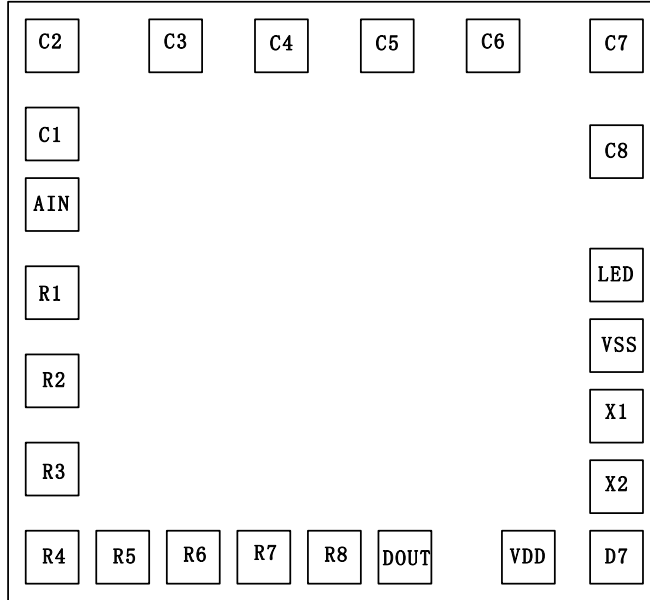 C2 C3 C4 C5 C6 C7
C1
C8
AIN
LED
R1
VSS
R2
X1
R3
X2
R4 R5 R6 R7 R8 DOUT VDD D7